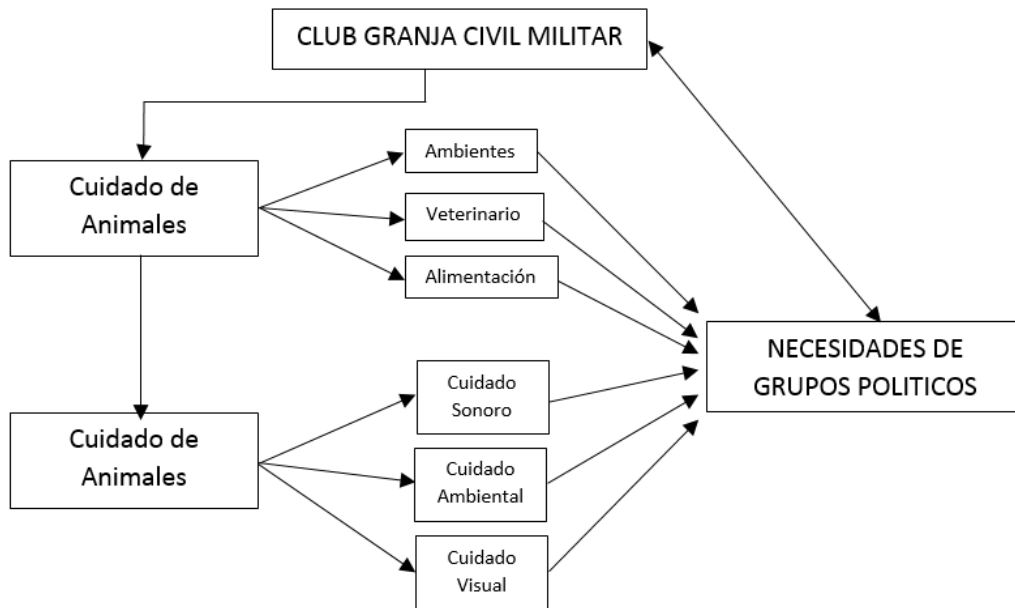 CLUB GRANJA CIVIL MILITAR
Cuidado de
Animales
Ambientes
Veterinario
Alimentación
NECESIDADES DE
GRUPOS POLITICOS
Cuidado de
Animales
Cuidado
Sonoro
Cuidado
Ambiental
Cuidado
Visual